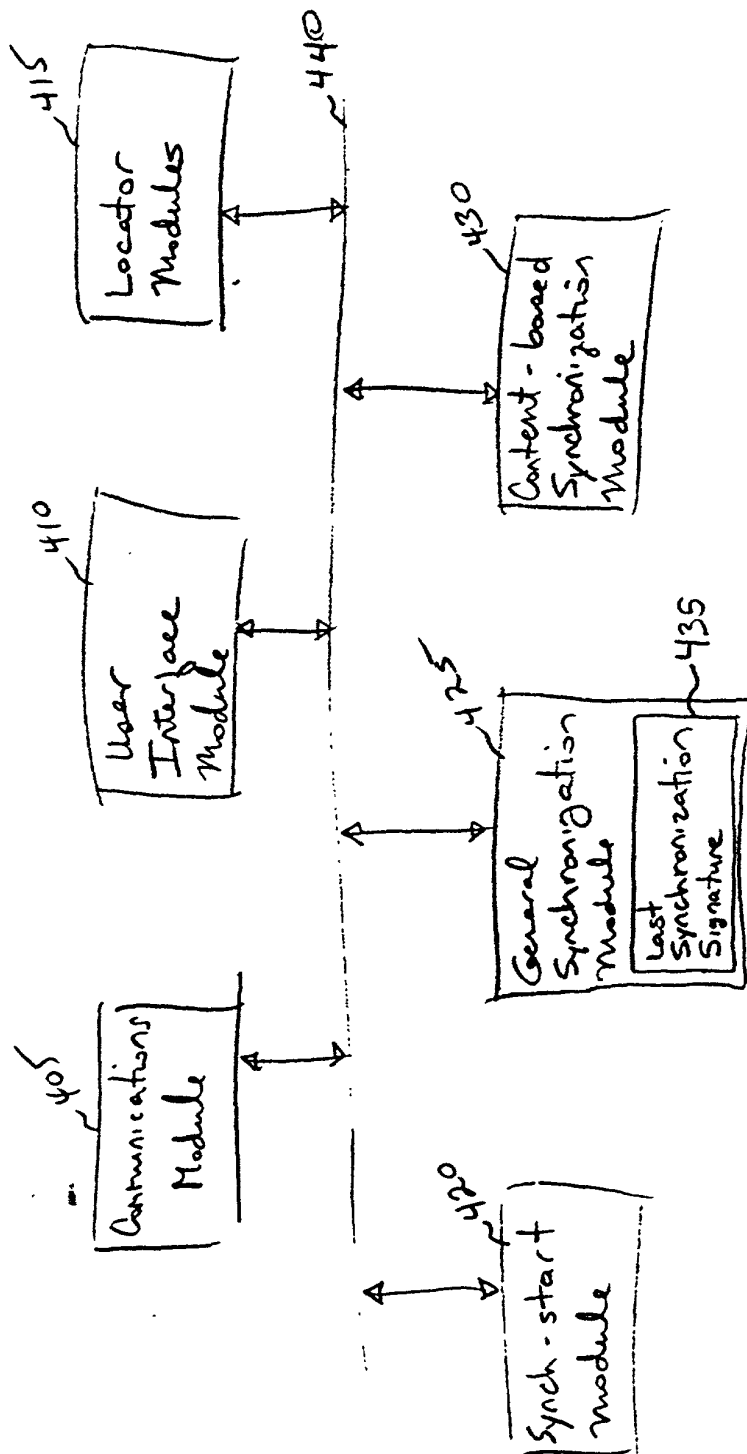 405
Communications
Module
410
User
Interface
Module
415
Locator
Modules
440
420
Synch-start
Module
425
General
Synchronization
Module
Last
Synchronization
Signature
435
430
Content-based
Synchronization
Module